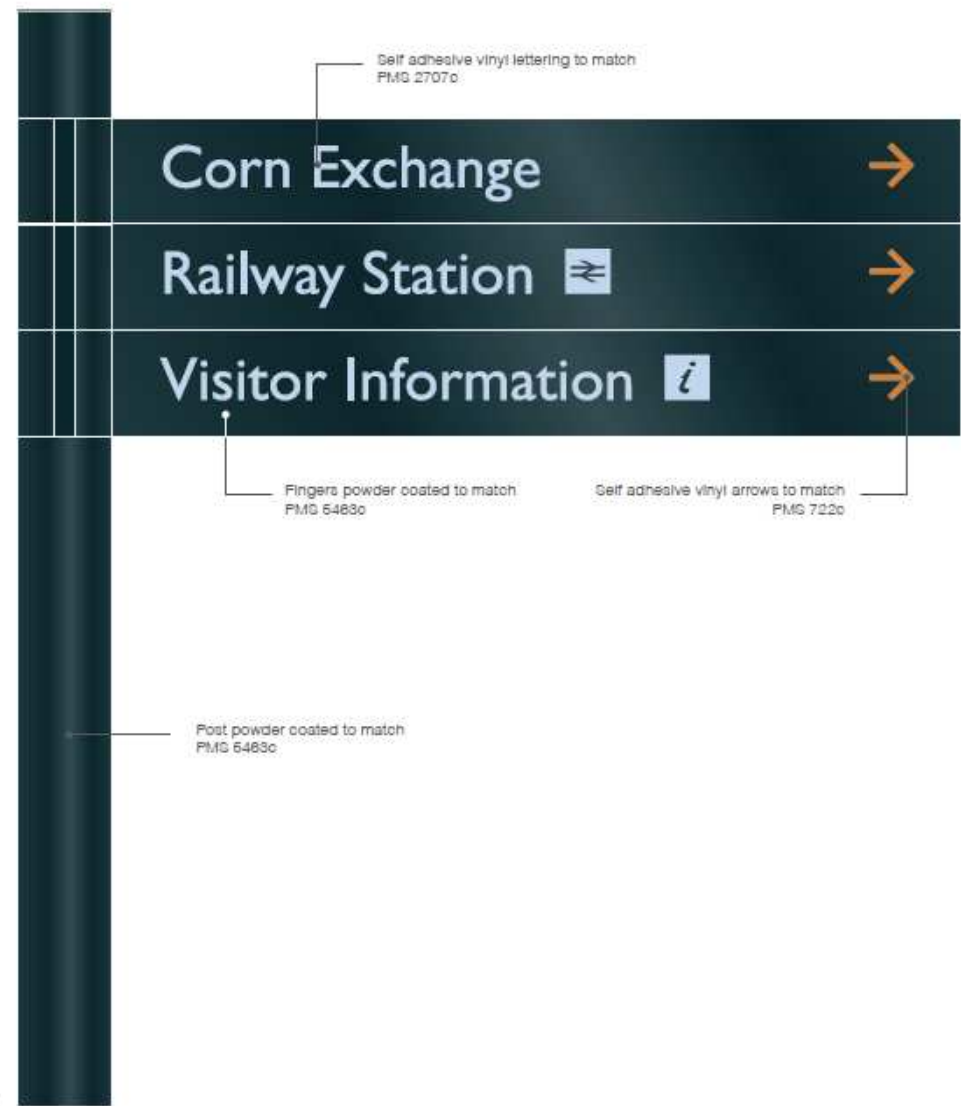 Self adhesive vinyl lettering to match
PMS 2707c
Corn Exchange
Railway Station
Visitor Information i
Fingers powder coated to match
PMS 5463c
Self adhesive vinyl arrows to match
PMS 722c
Post powder coated to match
PMS 5463c